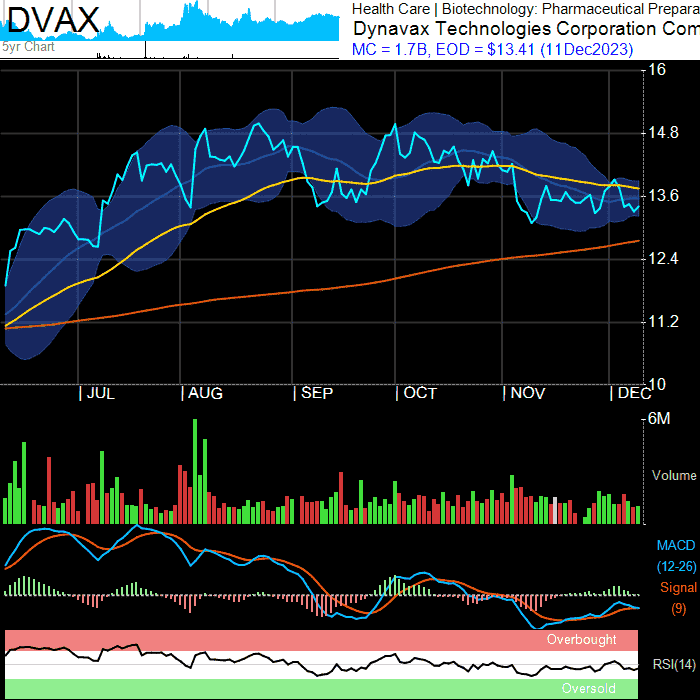 DVAX
5yr Chart
Health Care | Biotechnology: Pharmaceutical Prepara
Dynavax Technologies Corporation Com
MC = 1.7B, EOD = $13.41 (11Dec2023)
16
14.8
13.6
12.4
11.2
10
JUL AUG SEP OCT NOV DEC
6M
Volume
MACD
(12-26)
Signal
(9)
Overbought
RSI(14)
Oversold